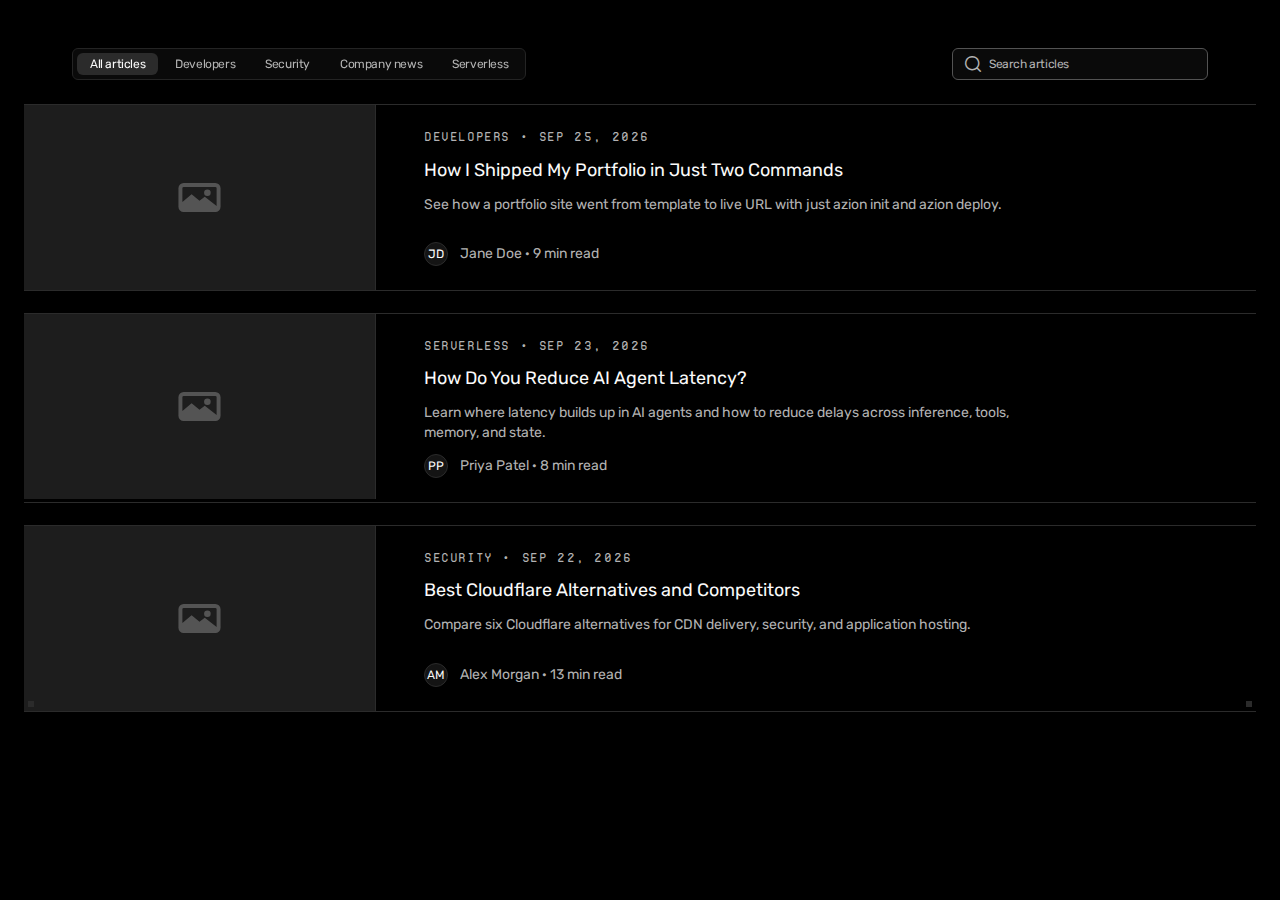 All articles Developers Security Company news Serverless Search articles
DEVELOPERS • SEP 25, 2026
How I Shipped My Portfolio in Just Two Commands
See how a portfolio site went from template to live URL with just azion init and azion deploy.
JD Jane Doe • 9 min read
SERVERLESS • SEP 23, 2026
How Do You Reduce AI Agent Latency?
Learn where latency builds up in AI agents and how to reduce delays across inference, tools,
memory, and state.
PP Priya Patel • 8 min read
SECURITY • SEP 22, 2026
Best Cloudflare Alternatives and Competitors
Compare six Cloudflare alternatives for CDN delivery, security, and application hosting.
AM Alex Morgan • 13 min read